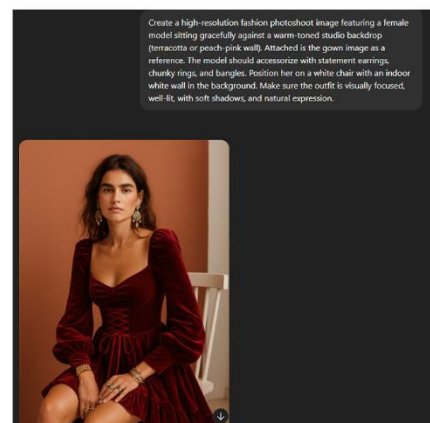 Create a high-resolution fashion photoshoot image featuring a female
model sitting gracefully against a warm-toned studio backdrop
(terracotta or peach-pink wall). Attached is the gown image as a
reference. The model should accessorize with statement earrings,
chunky rings, and bangles. Position her on a white chair with an indoor
white wall in the background. Make sure the outfit is visually focused,
well-lit, with soft shadows, and natural expression.